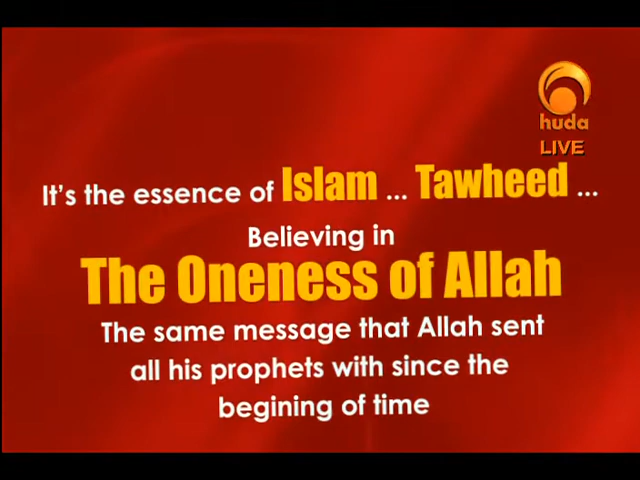 huda
LIVE
It's the essence of Islam ... Tawheed ...
Believing in
The Oneness of Allah
The same message that Allah sent
all his prophets with since the
begining of time